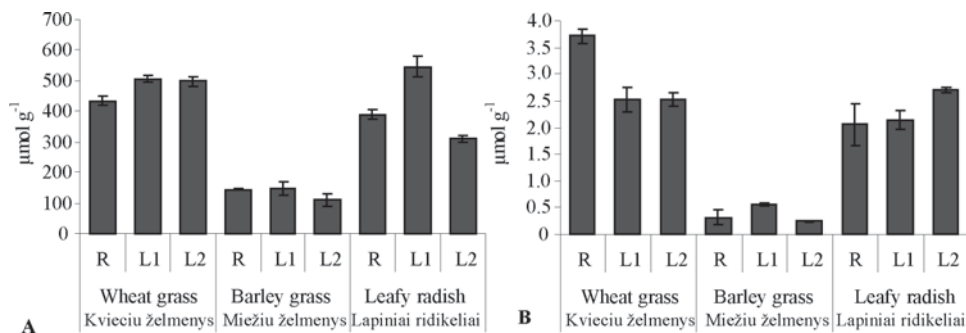 700
600
500
400
300
200
100
0
µmol g⁻¹
R L1 L2 R L1 L2 R L1 L2
Wheat grass Barley grass Leafy radish
Kvieciu želmenys Miežiu želmenys Lapiniai ridikeliai
A
4.0
3.5
3.0
2.5
2.0
1.5
1.0
0.5
0
µmol g⁻¹
R L1 L2 R L1 L2 R L1 L2
Wheat grass Barley grass Leafy radish
Kvieciu želmenys Miežiu želmenys Lapiniai ridikeliai
B